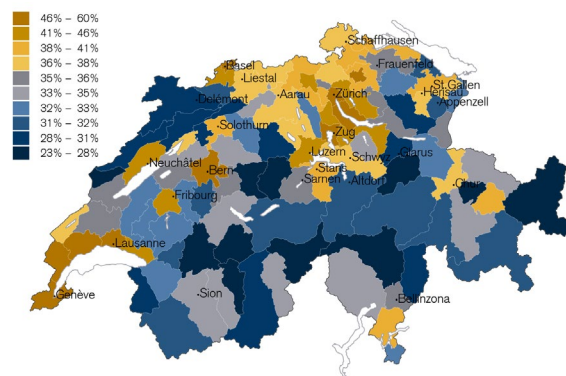 46% – 60%
41% – 46%
38% – 41%
36% – 38%
35% – 36%
33% – 35%
32% – 33%
31% – 32%
28% – 31%
23% – 28%
Schaffhausen
Basel
Frauenfeld
Liestal
St.Gallen
Delémont
Aarau
Zürich
Herisau
Appenzell
Solothurn
Zug
Neuchâtel
Luzern
Schwyz
Glarus
Bern
Stans
Sarnen
Altdorf
Chur
Fribourg
Lausanne
Genève
Sion
Bellinzona